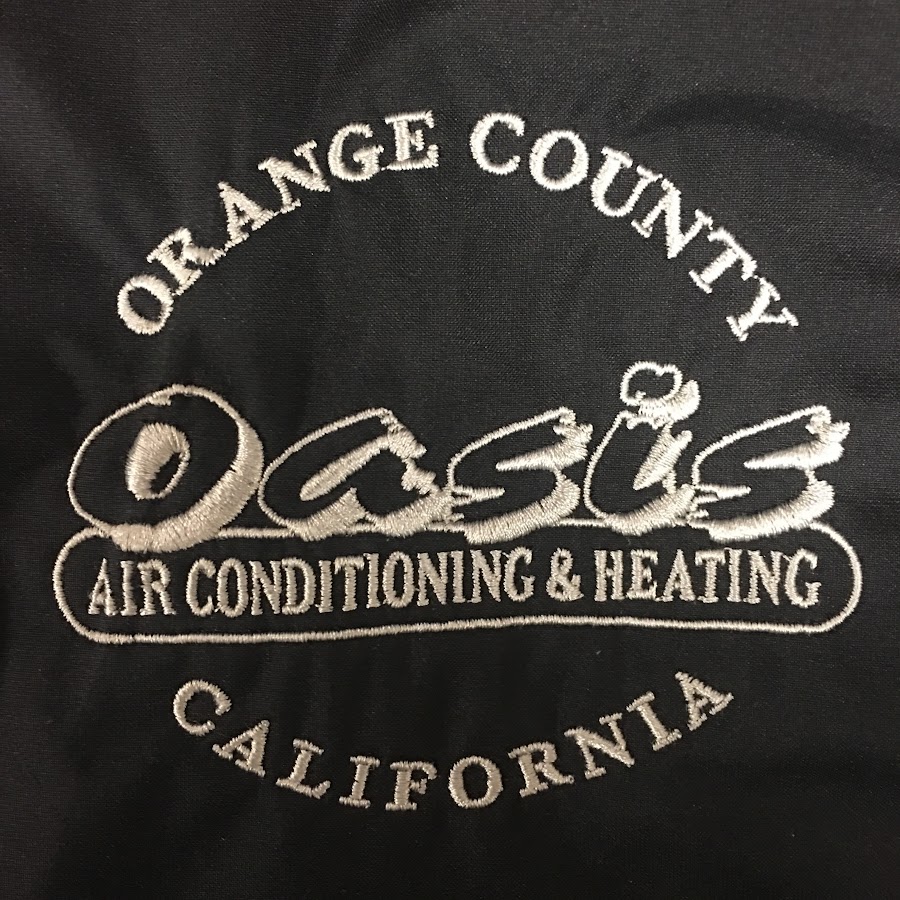 ORANGE COUNTY
Oasis
AIR CONDITIONING & HEATING
CALIFORNIA